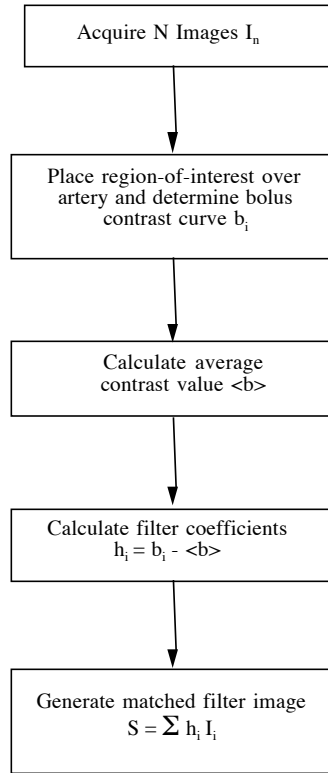 Acquire N Images Iₙ
Place region-of-interest over
artery and determine bolus
contrast curve bᵢ
Calculate average
contrast value <b>
Calculate filter coefficients
hᵢ = bᵢ - <b>
Generate matched filter image
S = Σ hᵢ Iᵢ